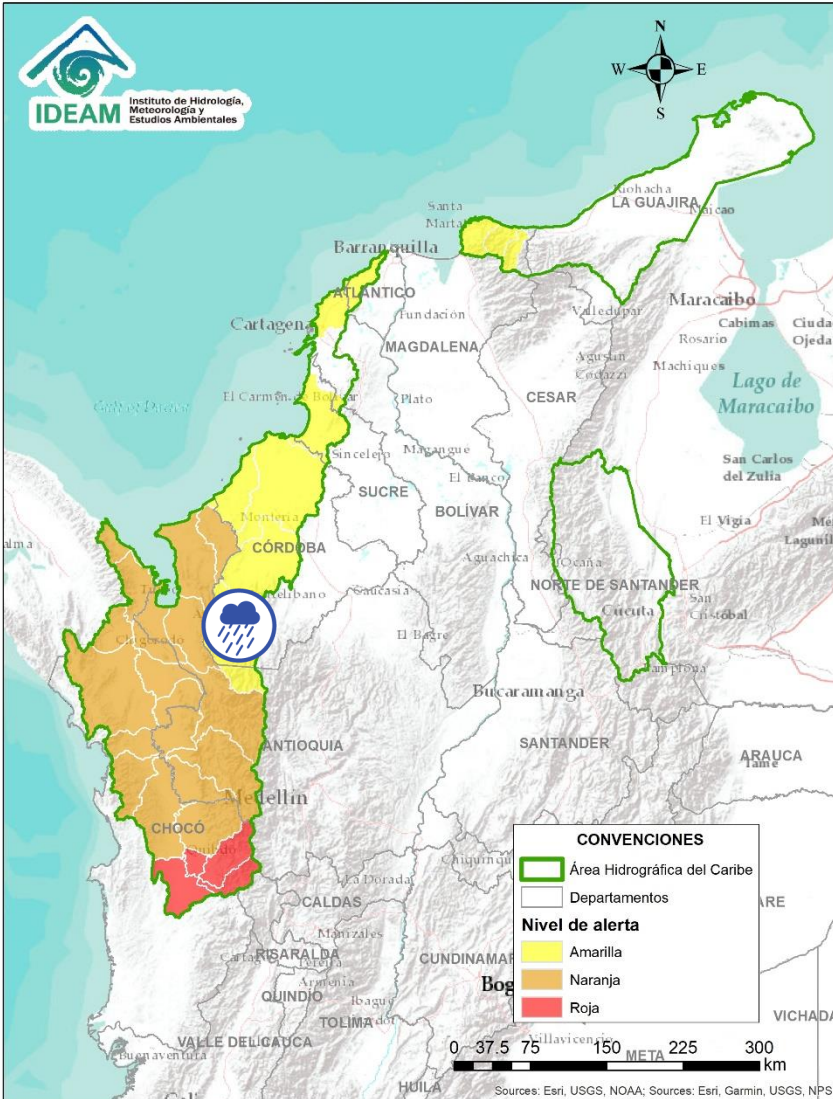 IDEAM
Instituto de Hidrología,
Meteorología y
Estudios Ambientales
N
W
E
S
Riohacha
LA GUAJIRA
Maicao
Santa
Marta
Barranquilla
ATLÁNTICO
Maracaibo
Cartagena
Fundación
Valledupar
Cabimas
Ciuda
Rosario
Ojeda
MAGDALENA
Agustín
Codazzi
Machiques
Lago de
Maracaibo
El Carmen de Bolívar
Plato
CESAR
Sincelejo
Magangue
San Carlos
del Zulia
El Banco
SUCRE
BOLÍVAR
Montería
El Vigía
CÓRDOBA
Aguachica
Ocaña
NORTE DE SANTANDER
Caucasia
Cucuta
San
Cristóbal
El Bagre
Chigorodó
Pamplona
Bucaramanga
ANTIOQUIA
SANTANDER
ARAUCA
Tame
Medellín
CHOCÓ
Quibdó
CONVENCIONES
Área Hidrográfica del Caribe
Departamentos
Nivel de alerta
Amarilla
Naranja
Roja
La Dorada
CALDAS
Manizales
RISARALDA
Pereira
Armenia
QUINDÍO
Ibagué
TOLIMA
VALLE DEL CAUCA
Buenaventura
Villavicencio
META
VICHADA
HUILA
0 37.5 75 150 225 300
km
Sources: Esri, USGS, NOAA; Sources: Esri, Garmin, USGS, NPS